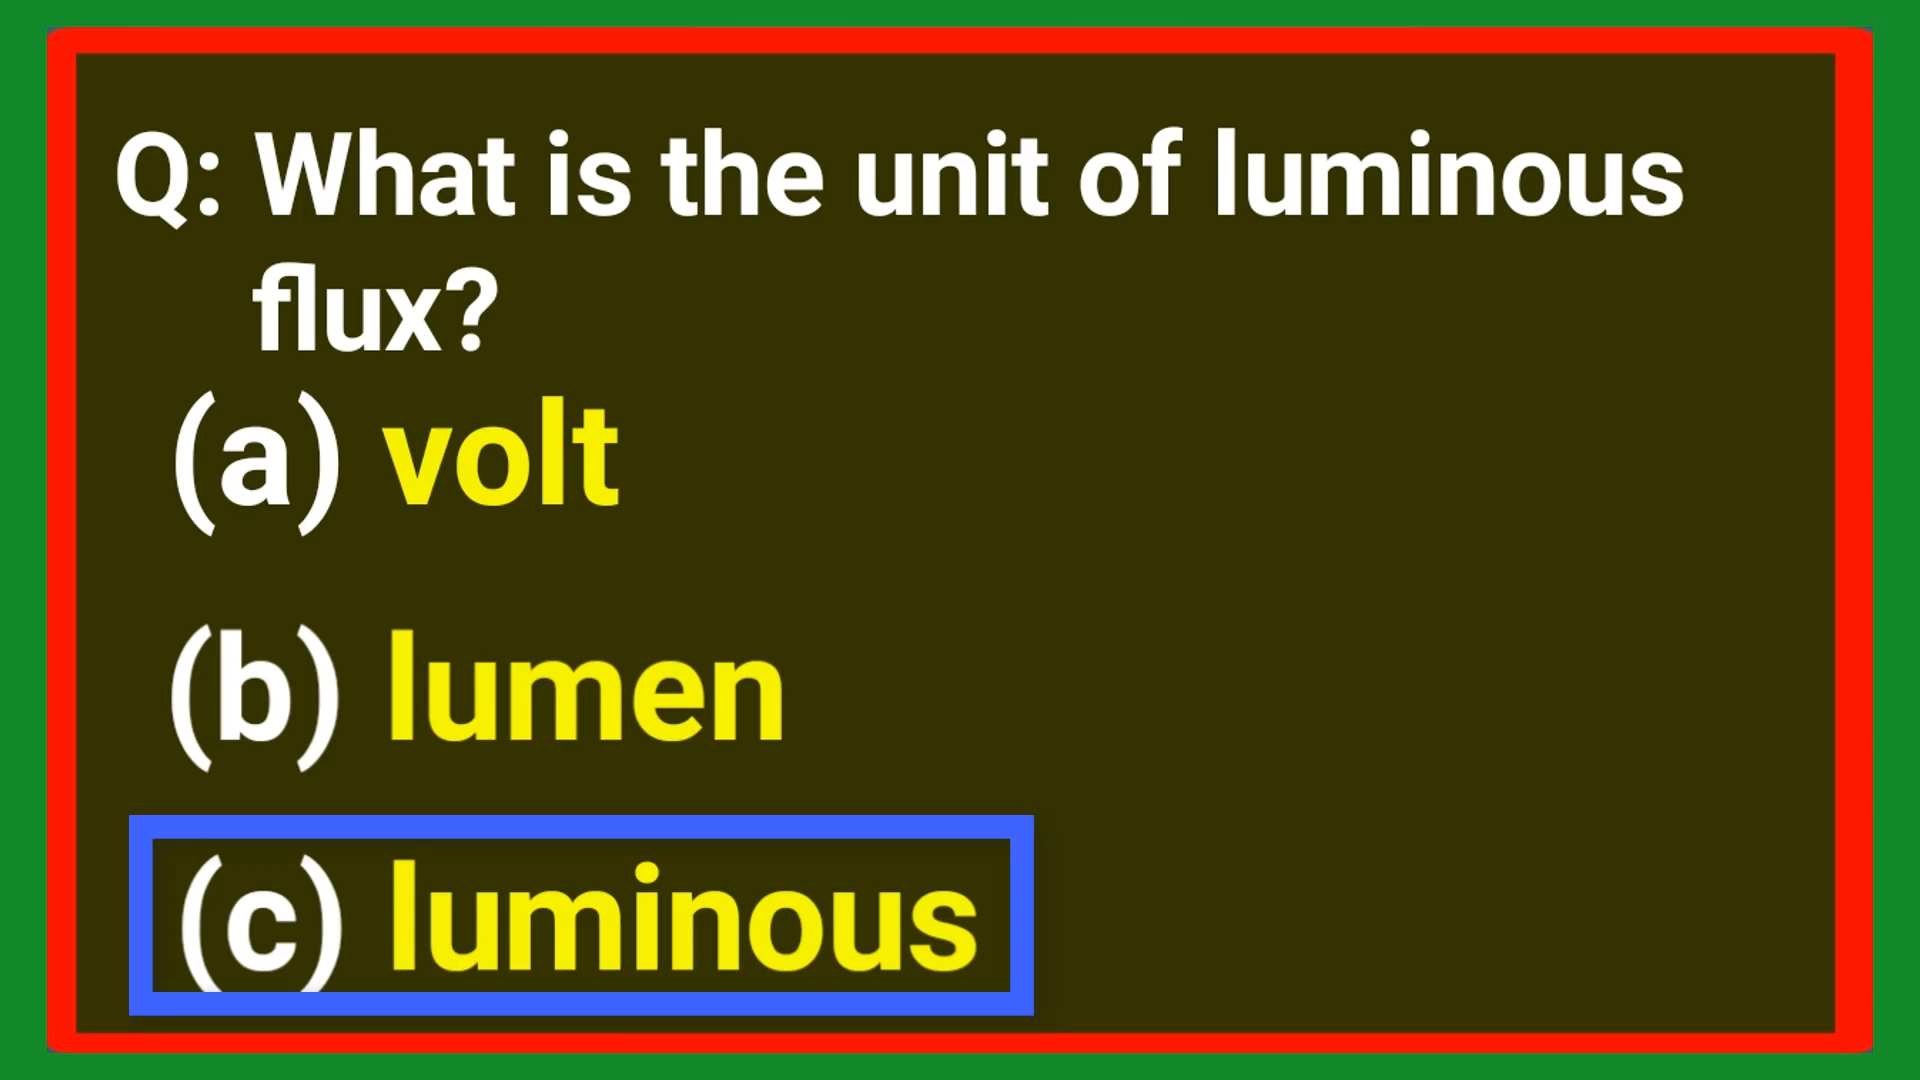 Q: What is the unit of luminous
flux?
(a) volt
(b) lumen
(c) luminous